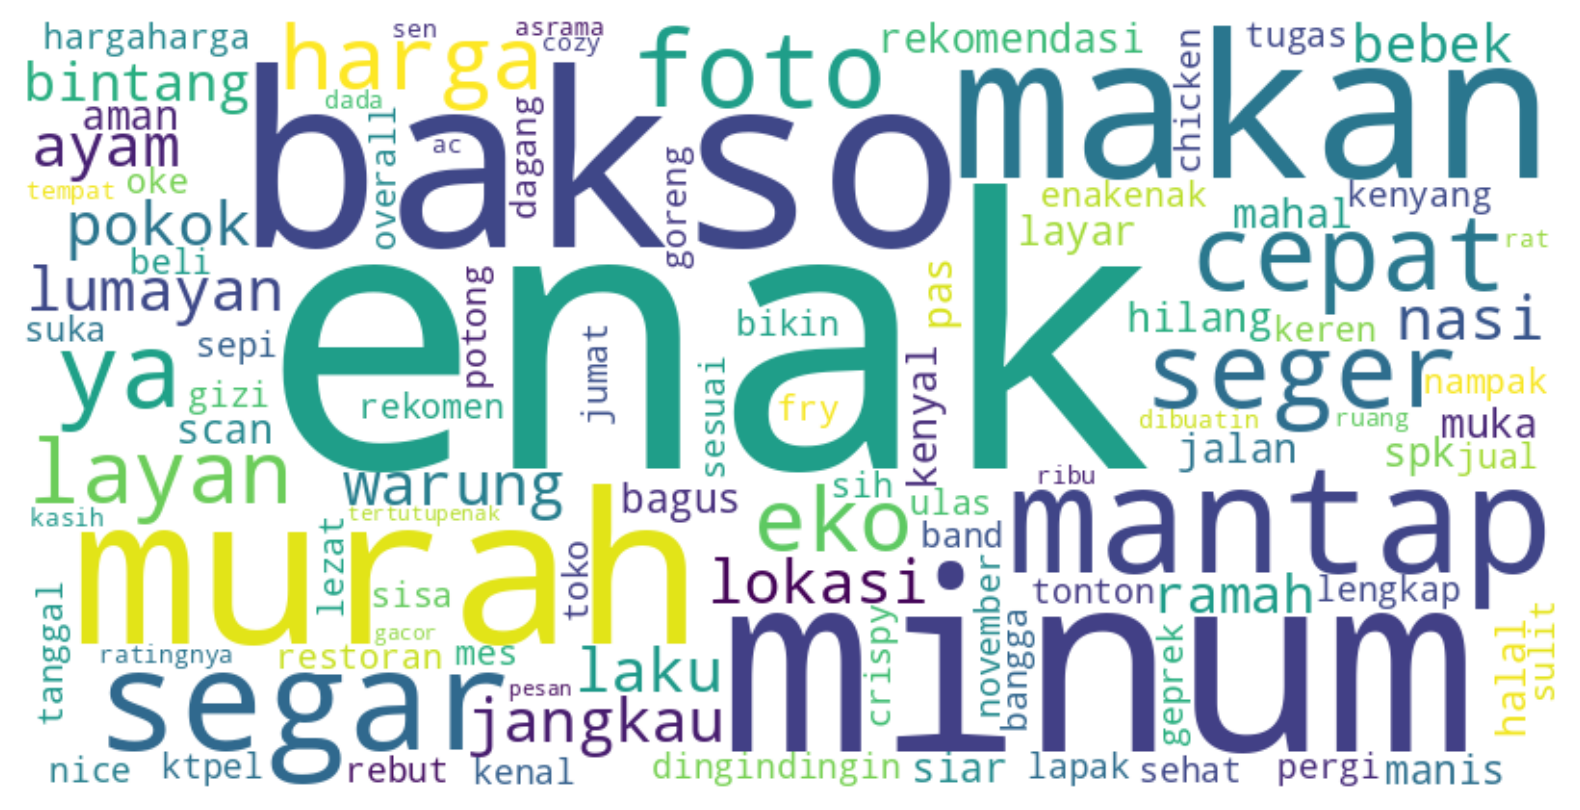 hargaharga
harga
sen
asrama
cozy
foto
rekomendasi
makan
chicken
tugas
bebek
bintang
bakso
dada
overall
ac
dagang
goreng
aman
ayam
tempat
oke
pokok
beli
enakenak
layar
mahal
kenyang
cepat
rat
lumayan
enak
potong
jumat
bikin
pas
hilang
keren
nasi
suka
sepi
ya
gizi
scan
rekomen
sesuai
fry
kenyal
seger
nampak
dibuatin
ruang
muka
jalan
spk
jual
layan
warung
kasih
tertutupenak
bagus
eko
sih
ulas
band
ribu
mantap
murah
lezat
sisa
gacor
toko
lokasi
minum
november
bangga
crispy
tonton
ramah
lengkap
geprek
halal
sulit
tanggal
ratingnya
restoran
mes
segar
pesan
laku
jangkau
nice
ktpel
rebut
kenal
dingindingin
siar
lapak
sehat
pergi
manis